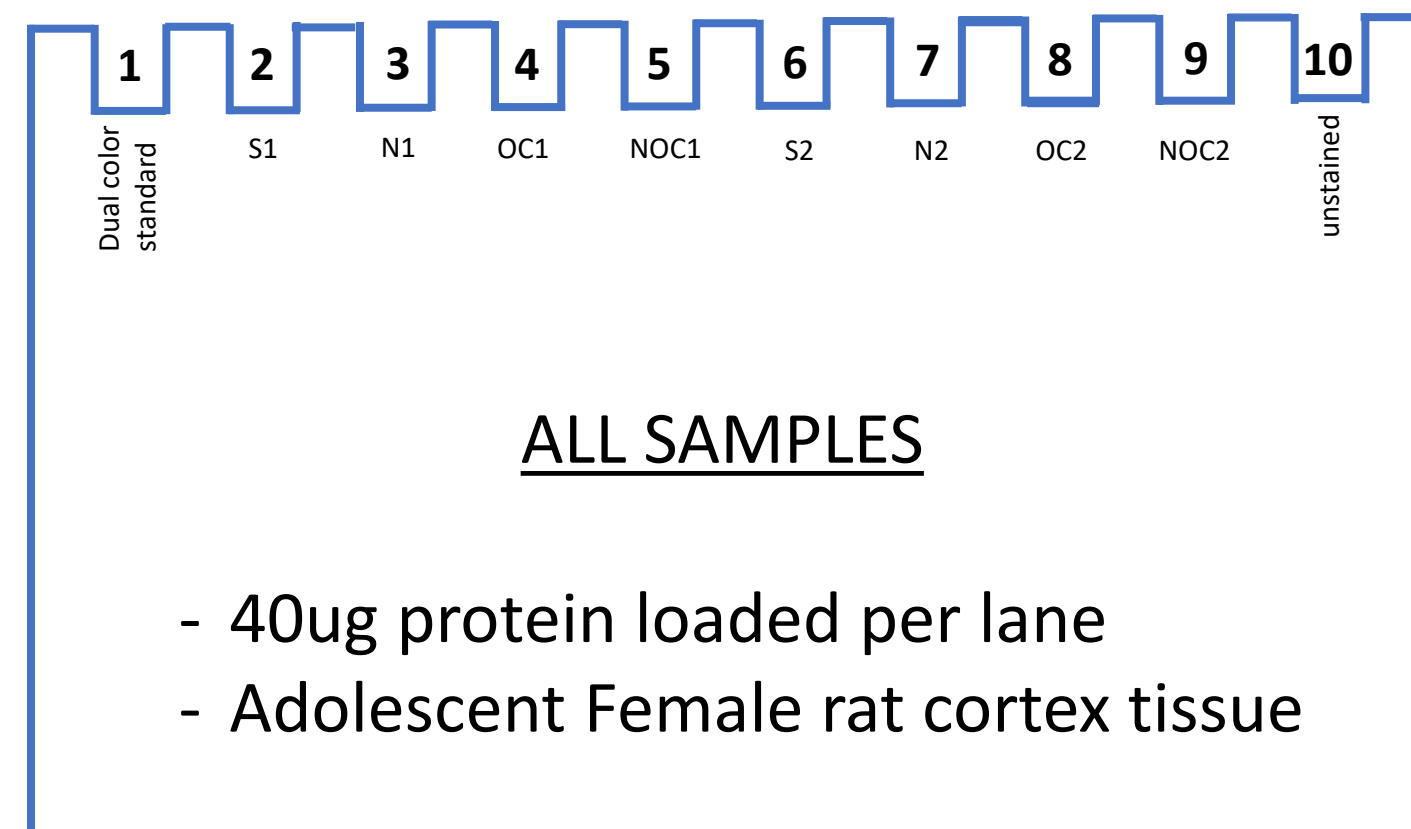 1 2 3 4 5 6 7 8 9 10
Dual color
standard
S1 N1 OC1 NOC1 S2 N2 OC2 NOC2
unstained
ALL SAMPLES
- 40ug protein loaded per lane
- Adolescent Female rat cortex tissue